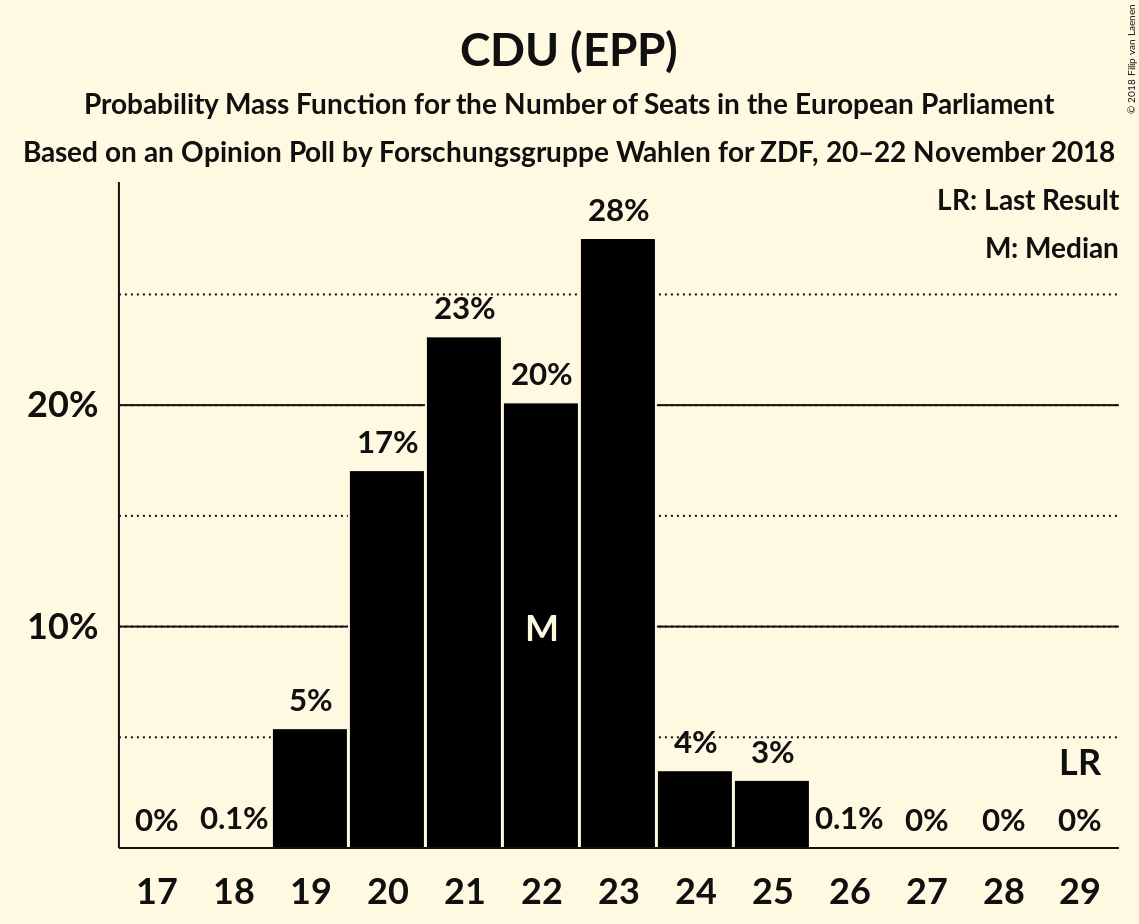 CDU (EPP)
Probability Mass Function for the Number of Seats in the European Parliament
Based on an Opinion Poll by Forschungsgruppe Wahlen for ZDF, 20–22 November 2018
© 2018 Filip van Laenen
LR: Last Result
M: Median
28%
23%
20%
20%
17%
10%
M
5%
4%
3%
LR
0%
0.1%
0.1%
0%
0%
0%
17 18 19 20 21 22 23 24 25 26 27 28 29